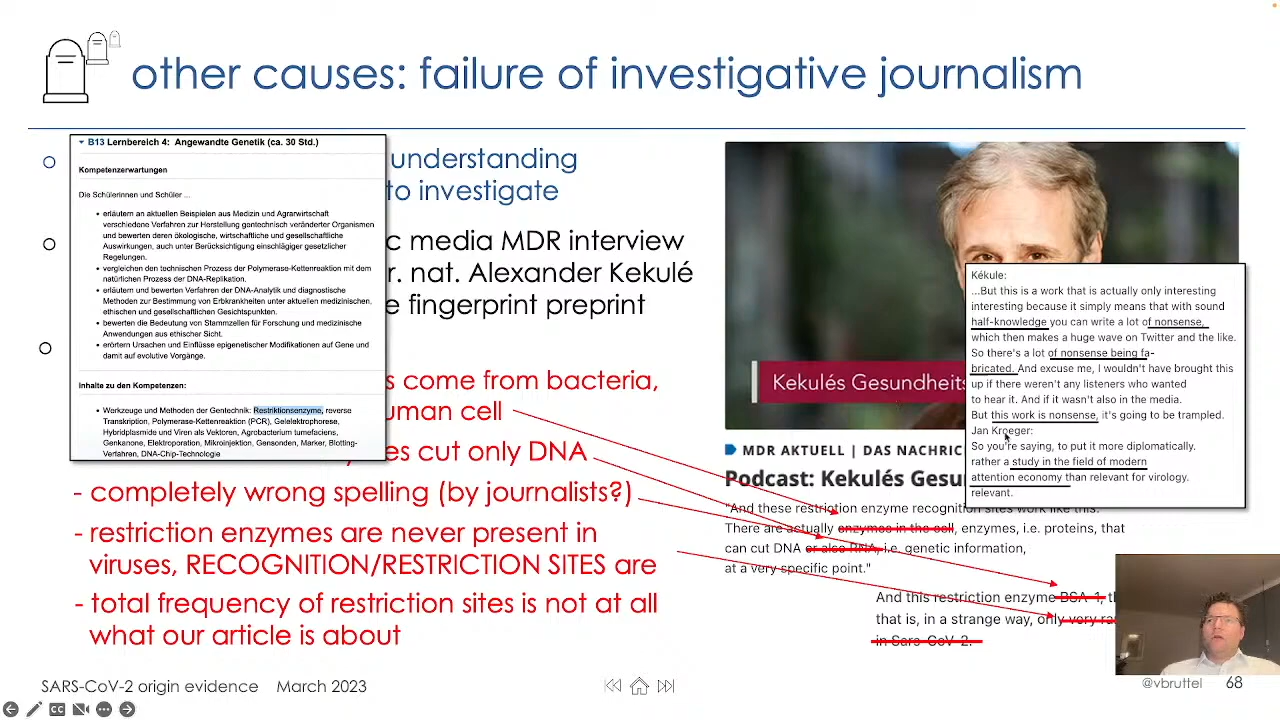 other causes: failure of investigative journalism
B13 Lernbereich 4: Angewandte Genetik (ca. 30 Std.)
Kompetenzerwartungen
Die Schülerinnen und Schüler ...
erläutern an aktuellen Beispielen aus Medizin und Agrarwirtschaft
verschiedene Verfahren zur Herstellung gentechnisch veränderter Organismen
und bewerten deren ökologische, wirtschaftliche und gesellschaftliche
Auswirkungen, auch unter Berücksichtigung einschlägiger gesetzlicher
Regelungen.
vergleichen den technischen Prozess der Polymerase-Kettenreaktion mit dem
natürlichen Prozess der DNA-Replikation.
erläutern und bewerten Verfahren der DNA-Analytik und diagnostische
Methoden zur Bestimmung von Erbkrankheiten unter aktuellen medizinischen,
ethischen und gesellschaftlichen Gesichtspunkten.
bewerten die Bedeutung von Stammzellen für Forschung und medizinische
Anwendungen aus ethischer Sicht.
erörtern Ursachen und Einflüsse epigenetischer Modifikationen auf Gene und
damit auf evolutive Vorgänge.
Inhalte zu den Kompetenzen:
Werkzeuge und Methoden der Gentechnik: Restriktionsenzyme, reverse
Transkription, Polymerase-Kettenreaktion (PCR), Gelelektrophorese,
Hybridplasmide und Viren als Vektoren, Agrobacterium tumefaciens,
Genkanone, Elektroporation, Mikroinjektion, Gensonden, Marker, Blotting-
Verfahren, DNA-Chip-Technologie
understanding
to investigate
c media MDR interview
r. nat. Alexander Kekulé
e fingerprint preprint
s come from bacteria,
uman cell
es cut only DNA
- completely wrong spelling (by journalists?)
- restriction enzymes are never present in
viruses, RECOGNITION/RESTRICTION SITES are
- total frequency of restriction sites is not at all
what our article is about
Kekulés Gesundheits
MDR AKTUELL | DAS NACHRIC
Podcast: Kekulés Gesu
Kékule:
...But this is a work that is actually only interesting
interesting because it simply means that with sound
half-knowledge you can write a lot of nonsense,
which then makes a huge wave on Twitter and the like.
So there's a lot of nonsense being fa-
bricated. And excuse me, I wouldn't have brought this
up if there weren't any listeners who wanted
to hear it. And if it wasn't also in the media.
But this work is nonsense, it's going to be trampled.
Jan Kroeger:
So you're saying, to put it more diplomatically.
rather a study in the field of modern
attention economy than relevant for virology.
relevant.
"And these restriction enzyme recognition sites work like this:
There are actually enzymes in the cell, enzymes, i.e. proteins, that
can cut DNA or also RNA, i.e. genetic information,
at a very specific point."
And this restriction enzyme BSA-1, t
that is, in a strange way, only very ra
in Sars-CoV-2.
SARS-CoV-2 origin evidence March 2023
@vbruttel 68